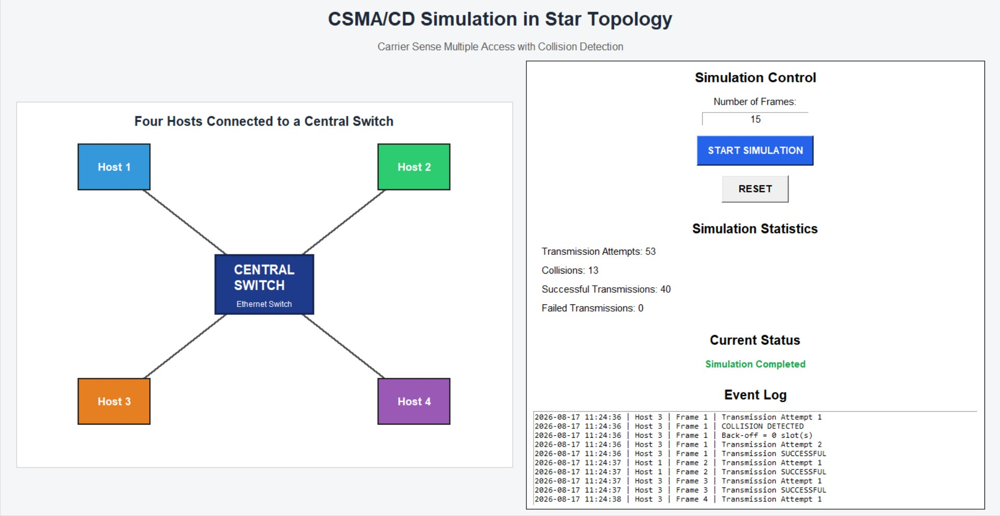 CSMA/CD Simulation in Star Topology
Carrier Sense Multiple Access with Collision Detection
Four Hosts Connected to a Central Switch
Host 1
Host 2
CENTRAL
SWITCH
Ethernet Switch
Host 3
Host 4
Simulation Control
Number of Frames:
15
START SIMULATION
RESET
Simulation Statistics
Transmission Attempts: 53
Collisions: 13
Successful Transmissions: 40
Failed Transmissions: 0
Current Status
Simulation Completed
Event Log
2026-08-17 11:24:36 | Host 3 | Frame 1 | Transmission Attempt 1
2026-08-17 11:24:36 | Host 3 | Frame 1 | COLLISION DETECTED
2026-08-17 11:24:36 | Host 3 | Frame 1 | Back-off = 0 slot(s)
2026-08-17 11:24:36 | Host 3 | Frame 1 | Transmission Attempt 2
2026-08-17 11:24:36 | Host 3 | Frame 1 | Transmission SUCCESSFUL
2026-08-17 11:24:37 | Host 1 | Frame 2 | Transmission Attempt 1
2026-08-17 11:24:37 | Host 1 | Frame 2 | Transmission SUCCESSFUL
2026-08-17 11:24:37 | Host 3 | Frame 3 | Transmission Attempt 1
2026-08-17 11:24:37 | Host 3 | Frame 3 | Transmission SUCCESSFUL
2026-08-17 11:24:38 | Host 3 | Frame 4 | Transmission Attempt 1